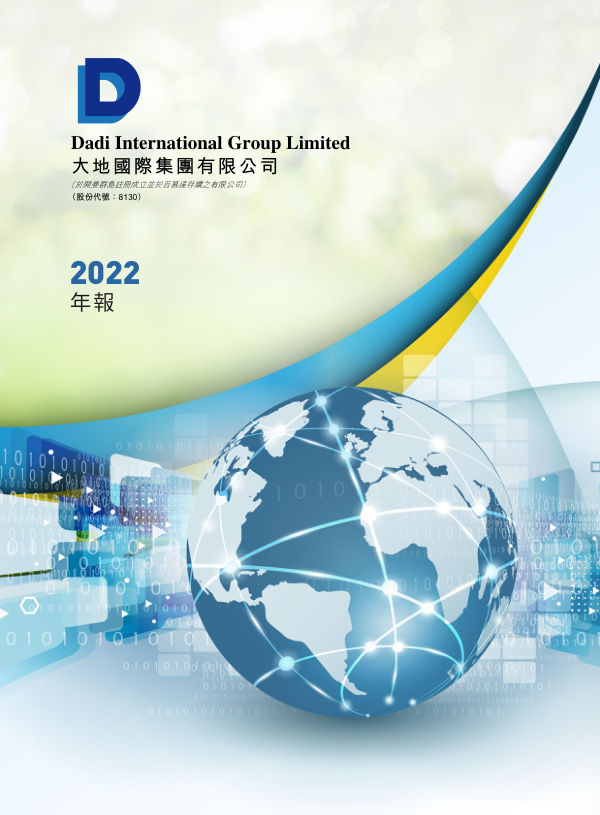 Dadi International Group Limited
大地國際集團有限公司
(於開曼群島註冊成立並於百慕達存續之有限公司)
(股份代號：8130)
2022
年報